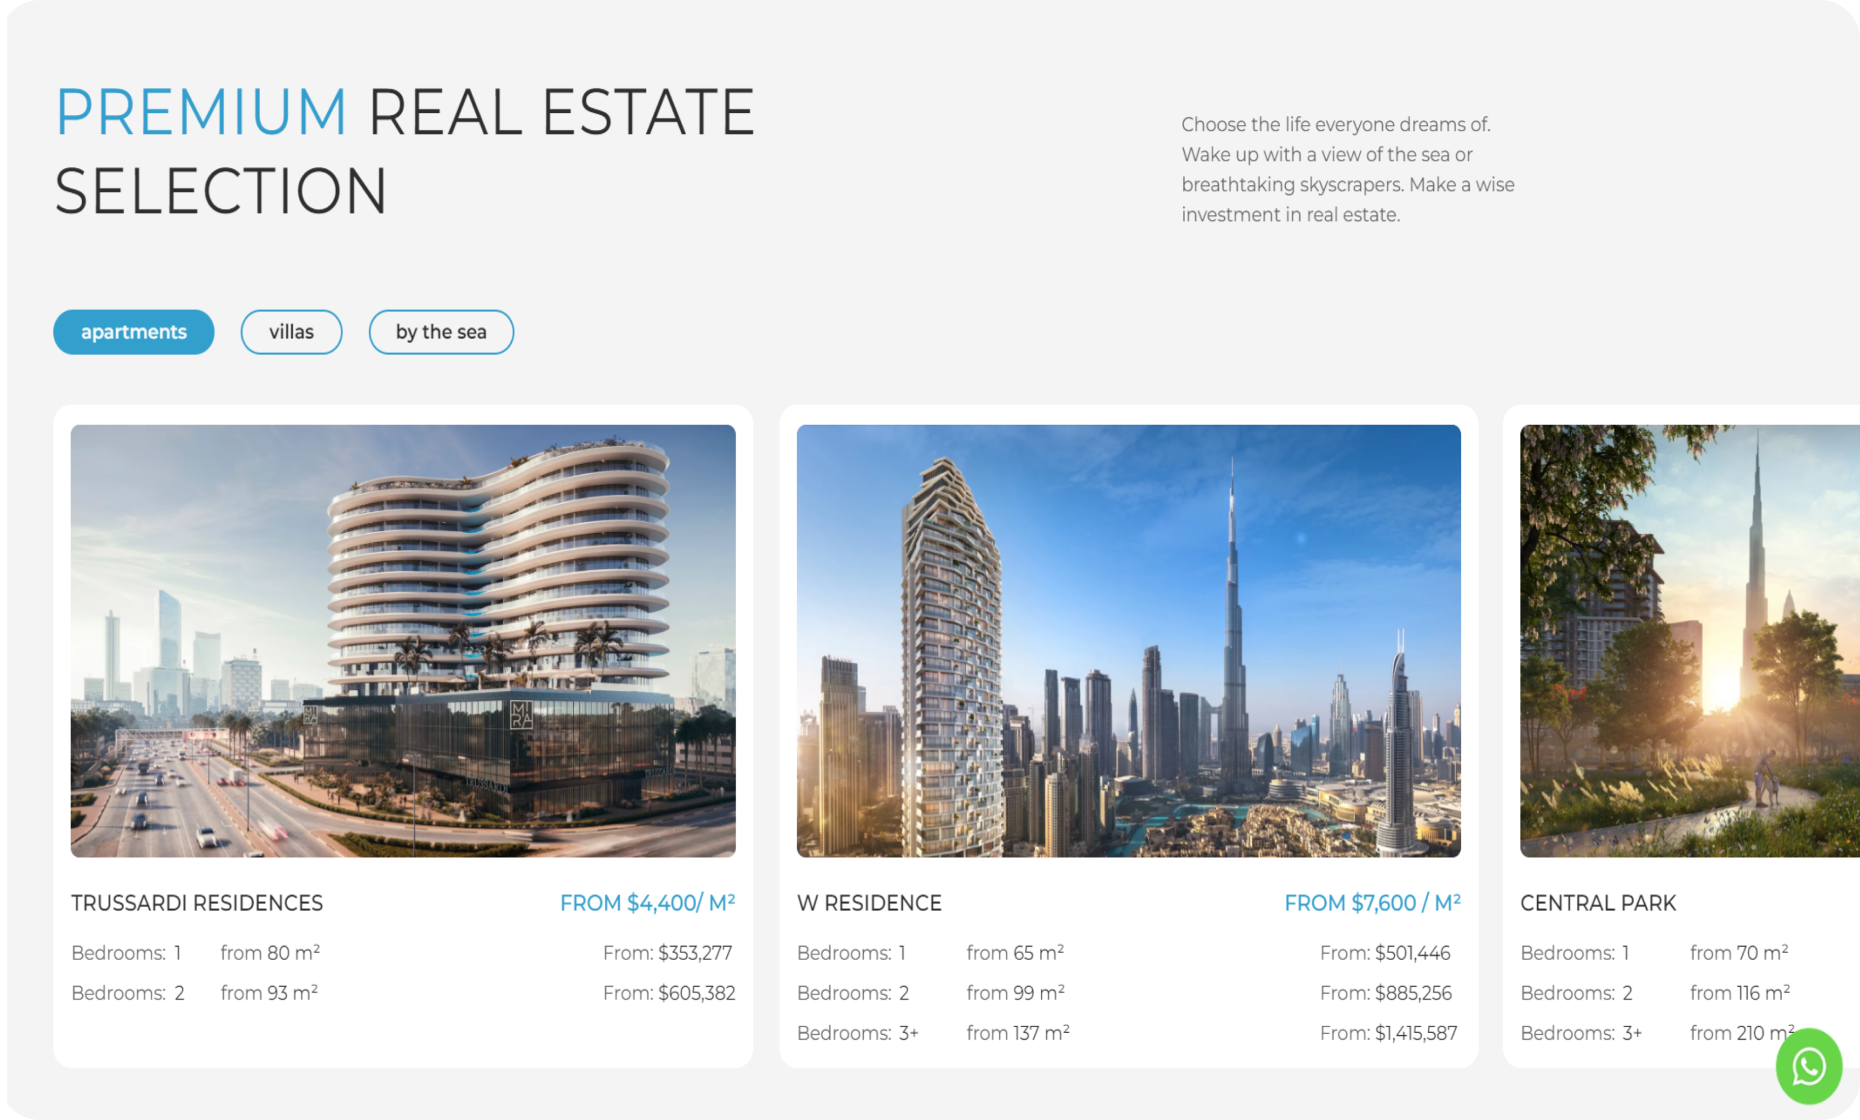 PREMIUM REAL ESTATE
SELECTION
Choose the life everyone dreams of.
Wake up with a view of the sea or
breathtaking skyscrapers. Make a wise
investment in real estate.
apartments
villas
by the sea
MI
RA
MI
RA
TRUSSARDI
TRUSSARDI RESIDENCES
FROM $4,400/ M²
Bedrooms: 1 from 80 m² From: $353,277
Bedrooms: 2 from 93 m² From: $605,382
W RESIDENCE
FROM $7,600 / M²
Bedrooms: 1 from 65 m² From: $501,446
Bedrooms: 2 from 99 m² From: $885,256
Bedrooms: 3+ from 137 m² From: $1,415,587
CENTRAL PARK
Bedrooms: 1 from 70 m²
Bedrooms: 2 from 116 m²
Bedrooms: 3+ from 210 m²